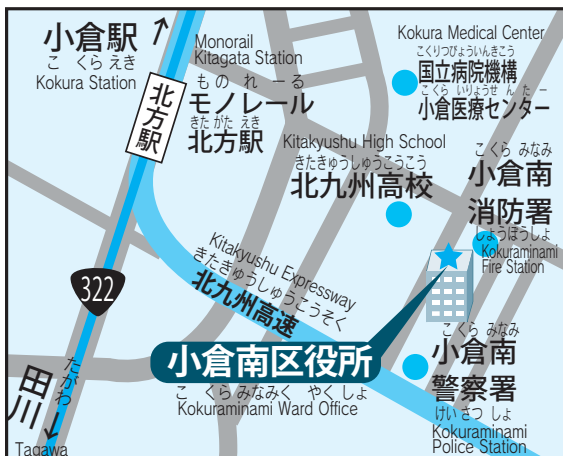 小倉駅
こ くら えき
Kokura Station
北方駅
Monorail
Kitagata Station
も の れ ー る
モノレール
きた がた えき
北方駅
Kokura Medical Center
こくりつびょういんきこう
国立病院機構
こくら いりょうせ ん た ー
小倉医療センター
Kitakyushu High School
きたきゅうしゅうこうこう
北九州高校
こ くら みなみ
小倉南
消防署
しょうぼうしょ
Kokuraminami
Fire Station
Kitakyushu Expressway
きたきゅうしゅうこうそく
北九州高速
322
小倉南区役所
こ くら みなみ く やく しょ
Kokuraminami Ward Office
こ くら みなみ
小倉南
警察署
けい さつ しょ
Kokuraminami
Police Station
たがわ
田川
Tagawa